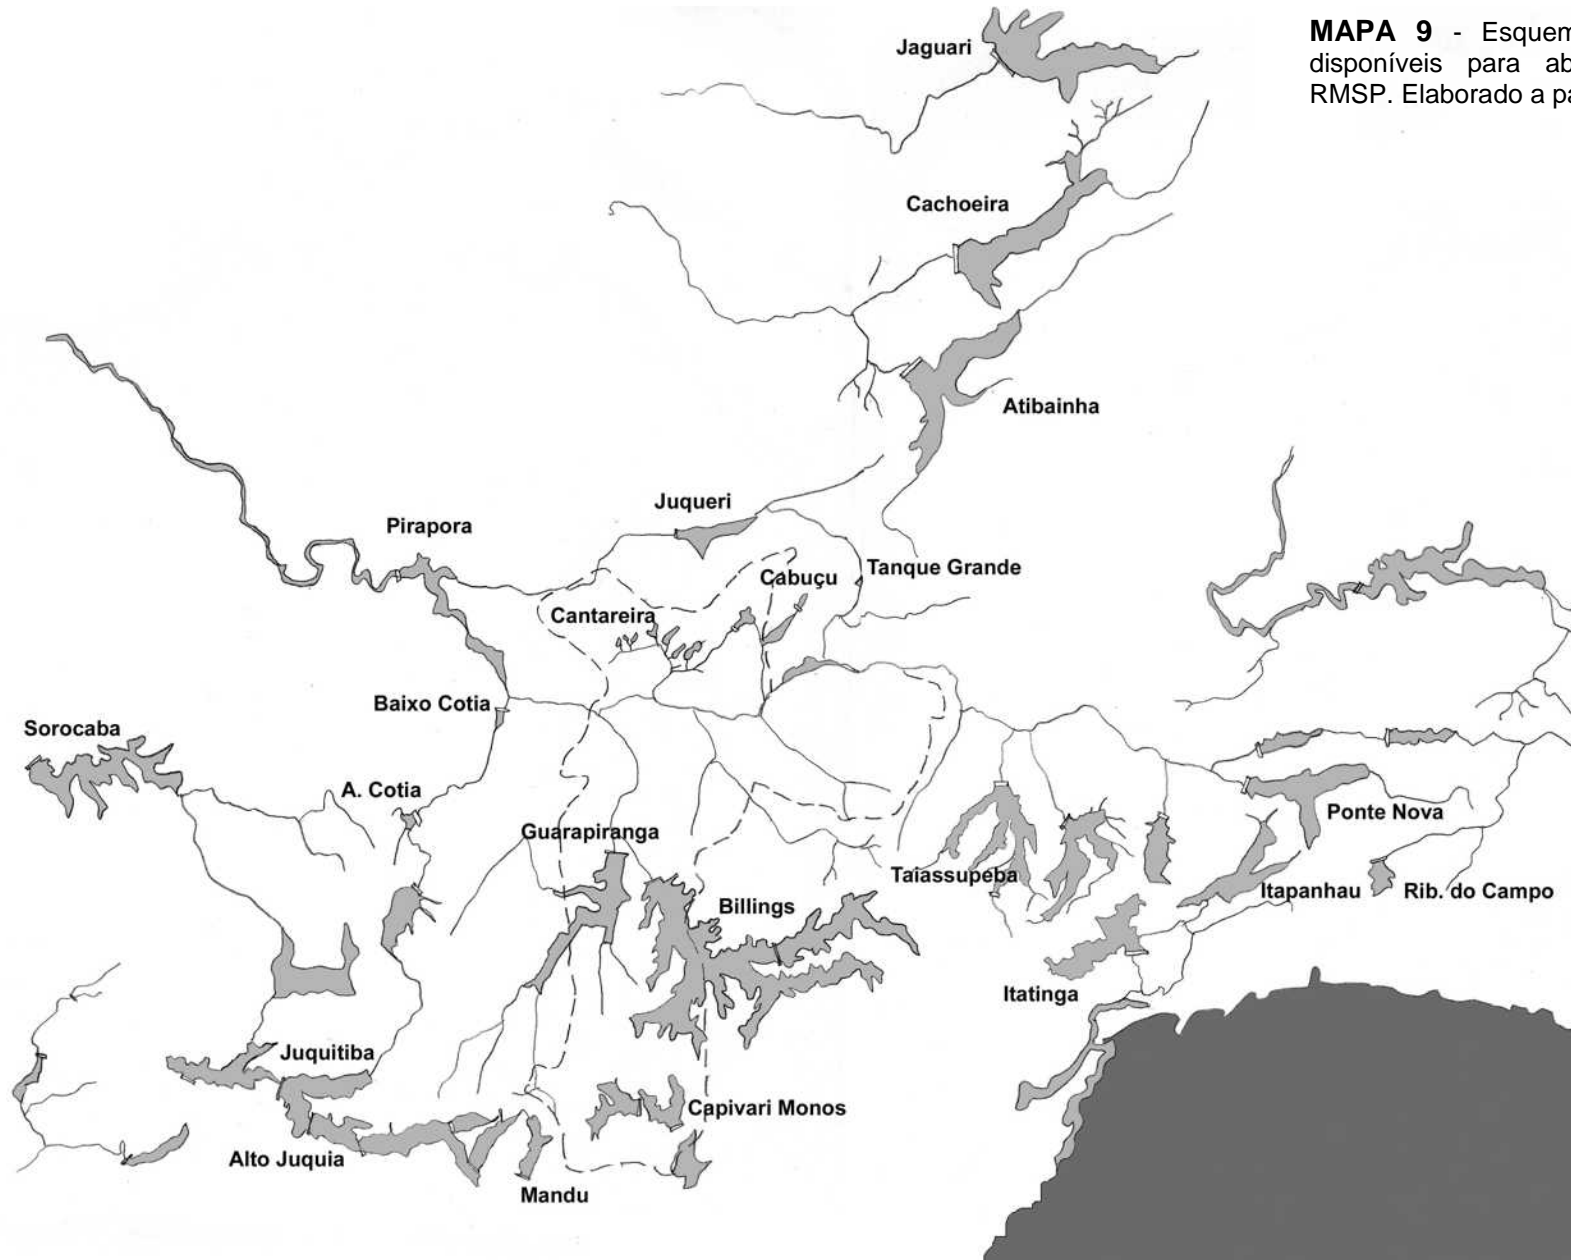 MAPA 9 - Esquem
disponíveis para ab
RMSP. Elaborado a pa
Jaguari
Cachoeira
Atibainha
Juqueri
Pirapora
Tanque Grande
Cabuçu
Cantareira
Baixo Cotia
Sorocaba
A. Cotia
Guarapiranga
Ponte Nova
Taiassupeba
Itapanhau
Rib. do Campo
Billings
Itatinga
Juquitiba
Capivari Monos
Alto Juquia
Mandu